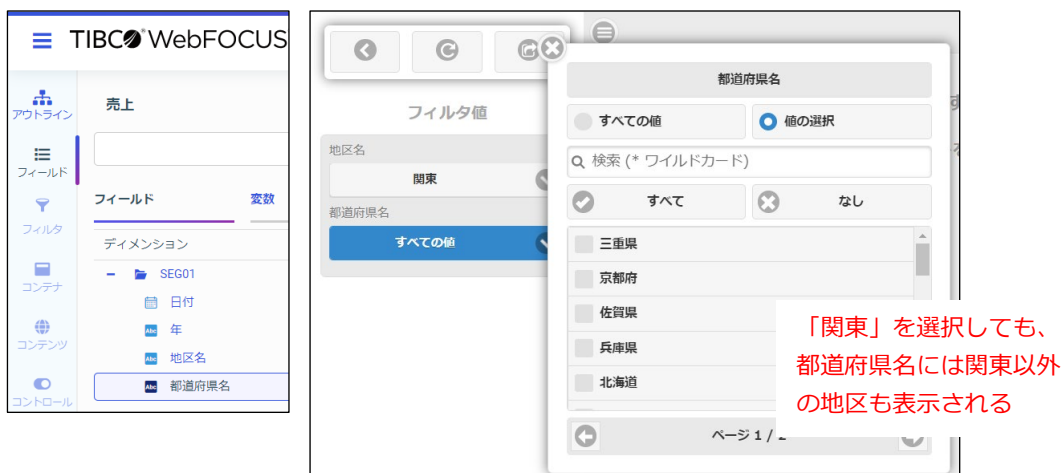 TIBCO WebFOCUS
アウトライン
フィールド
フィルタ
コンテナ
コンテンツ
コントロール
売上
フィールド 変数
ディメンション
SEG01
日付
Abc 年
Abc 地区名
Abc 都道府県名
フィルタ値
地区名
関東
都道府県名
すべての値
都道府県名
すべての値 値の選択
検索 (* ワイルドカード)
すべて なし
三重県
京都府
佐賀県
兵庫県
北海道
ページ 1 /
「関東」を選択しても、
都道府県名には関東以外
の地区も表示される